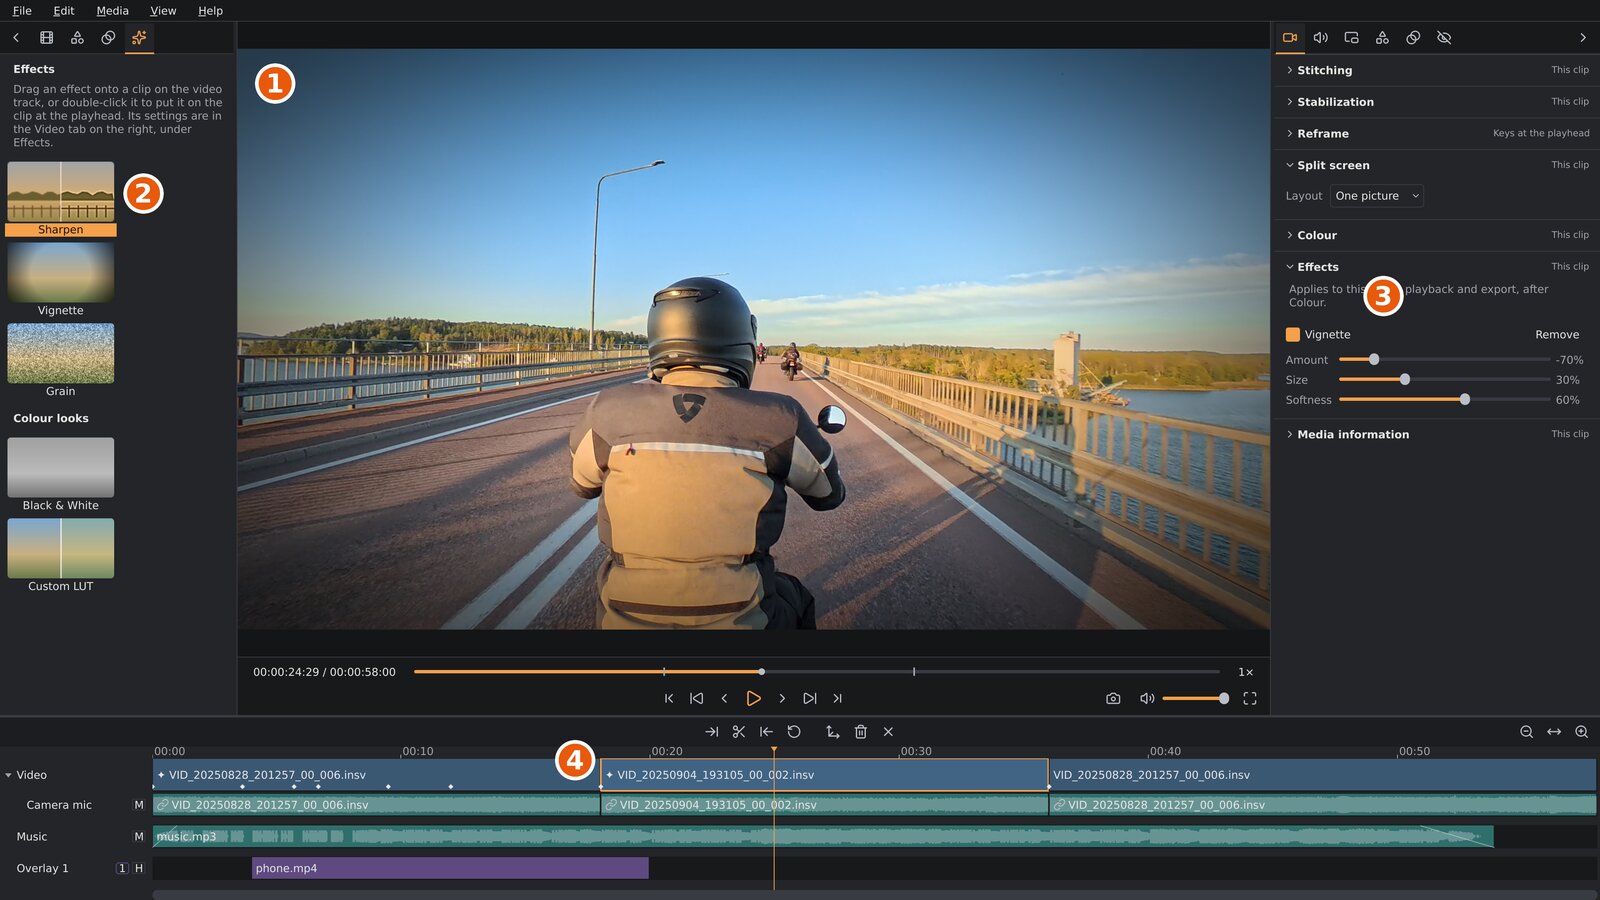 File Edit Media View Help
Effects
Drag an effect onto a clip on the video
track, or double-click it to put it on the
clip at the playhead. Its settings are in
the Video tab on the right, under
Effects.
Sharpen
Vignette
Grain
Colour looks
Black & White
Custom LUT
1
2
3
4
Stitching This clip
Stabilization This clip
Reframe Keys at the playhead
Split screen This clip
Layout One picture
Colour This clip
Effects This clip
Applies to this playback and export, after
Colour.
Vignette Remove
Amount -70%
Size 30%
Softness 60%
Media information This clip
00:00:24:29 / 00:00:58:00 1×
00:00 00:10 00:20 00:30 00:40 00:50
Video VID_20250828_201257_00_006.insv VID_20250904_193105_00_002.insv VID_20250828_201257_00_006.insv
Camera mic M VID_20250828_201257_00_006.insv VID_20250904_193105_00_002.insv VID_20250828_201257_00_006.insv
Music M music.mp3
Overlay 1 1 H phone.mp4